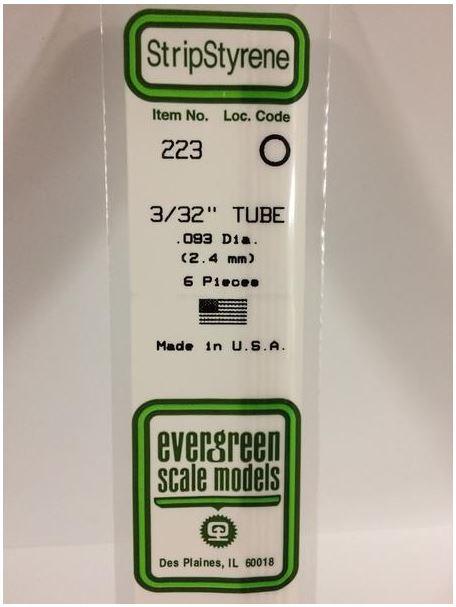 StripStyrene
Item No. Loc. Code
223
3/32" TUBE
.093 Dia.
(2.4 mm)
6 Pieces
Made in U.S.A.
evergreen
scale models
Des Plaines, IL 60018